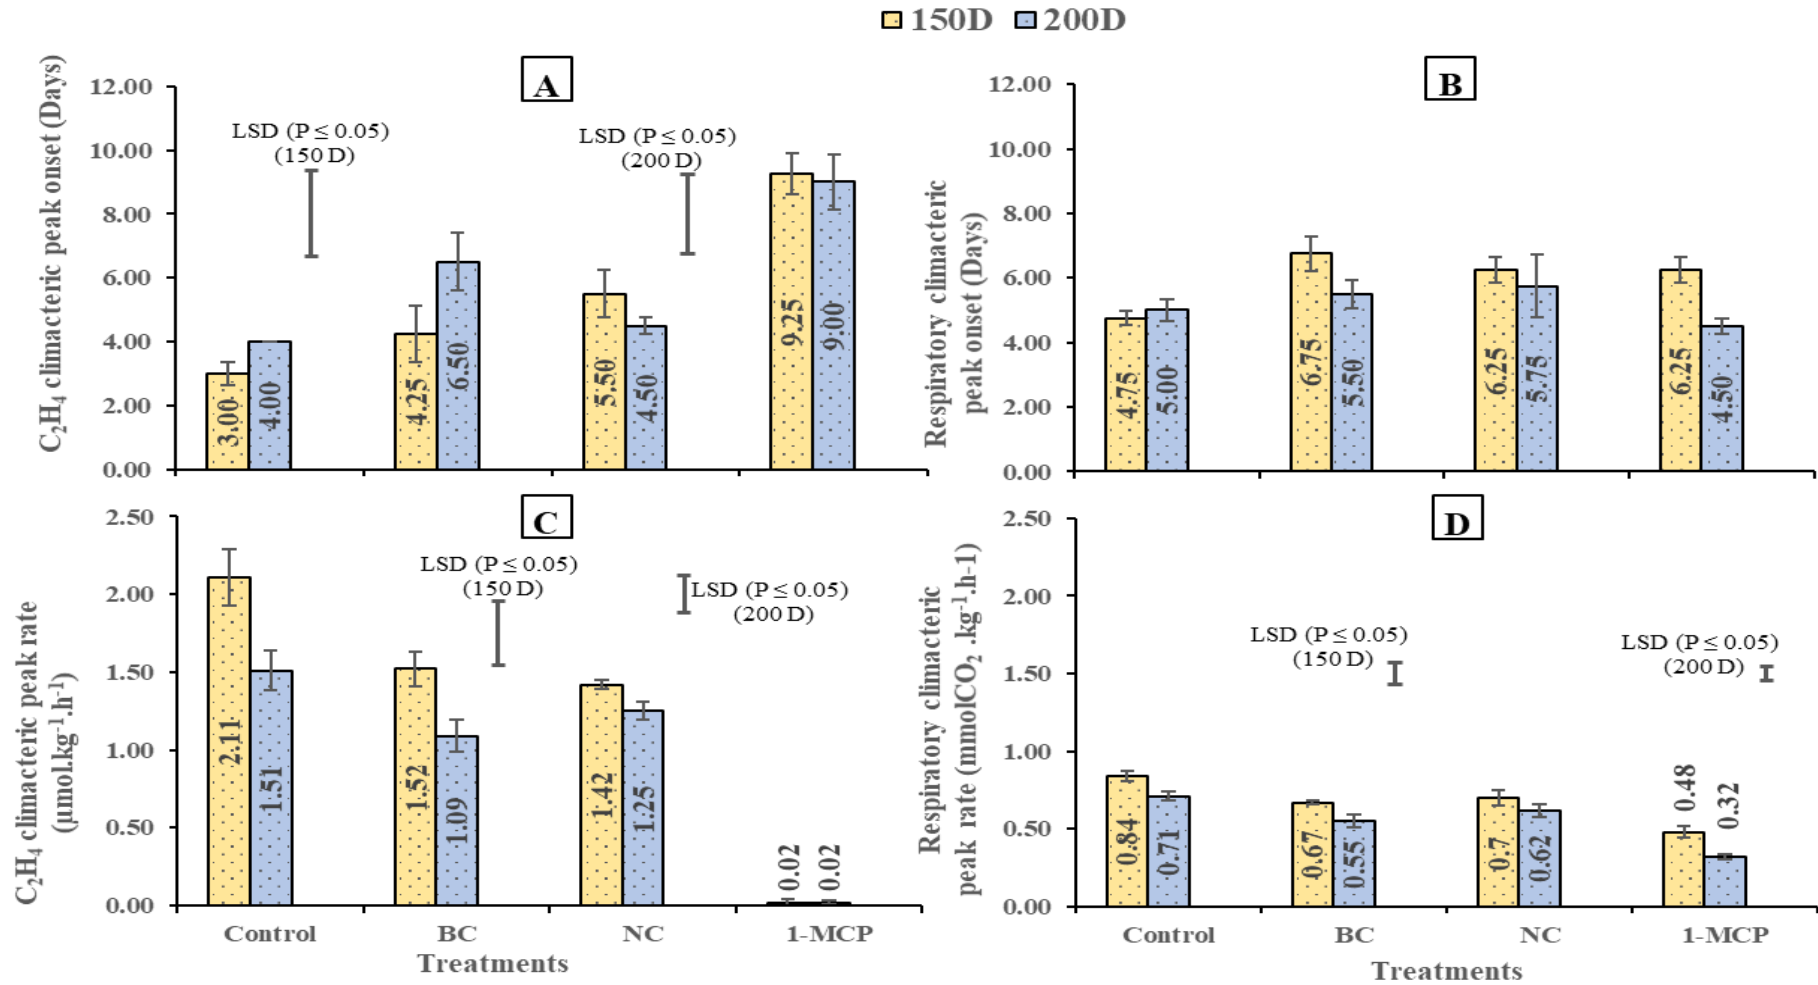 150D 200D
A
C₂H₄ climacteric peak onset (Days)
12.00
10.00
8.00
6.00
4.00
2.00
0.00
LSD (P ≤ 0.05)
(150 D)
LSD (P ≤ 0.05)
(200 D)
3.00
4.00
4.25
6.50
5.50
4.50
9.25
9.00
B
Respiratory climacteric
peak onset (Days)
12.00
10.00
8.00
6.00
4.00
2.00
0.00
4.75
5.00
6.75
5.50
6.25
5.75
6.25
4.50
C
C₂H₄ climacteric peak rate
(µmol.kg⁻¹.h⁻¹)
2.50
2.00
1.50
1.00
0.50
0.00
LSD (P ≤ 0.05)
(150 D)
LSD (P ≤ 0.05)
(200 D)
2.11
1.51
1.52
1.09
1.42
1.25
0.02
0.02
Control BC NC 1-MCP
Treatments
D
Respiratory climacteric
peak rate (mmolCO₂ .kg⁻¹.h-1)
2.50
2.00
1.50
1.00
0.50
0.00
LSD (P ≤ 0.05)
(150 D)
LSD (P ≤ 0.05)
(200 D)
0.84
0.71
0.67
0.55
0.7
0.62
0.48
0.32
Control BC NC 1-MCP
Treatments